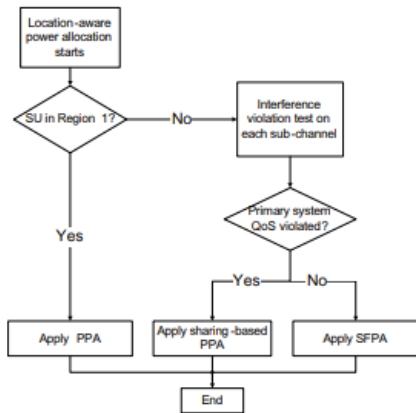 Location-aware
power allocation
starts
SU in Region 1?
No
Interference
violation test on
each sub-channel
Primary system
QoS violated?
Yes
Yes
No
Apply PPA
Apply sharing-based
PPA
Apply SFPA
End